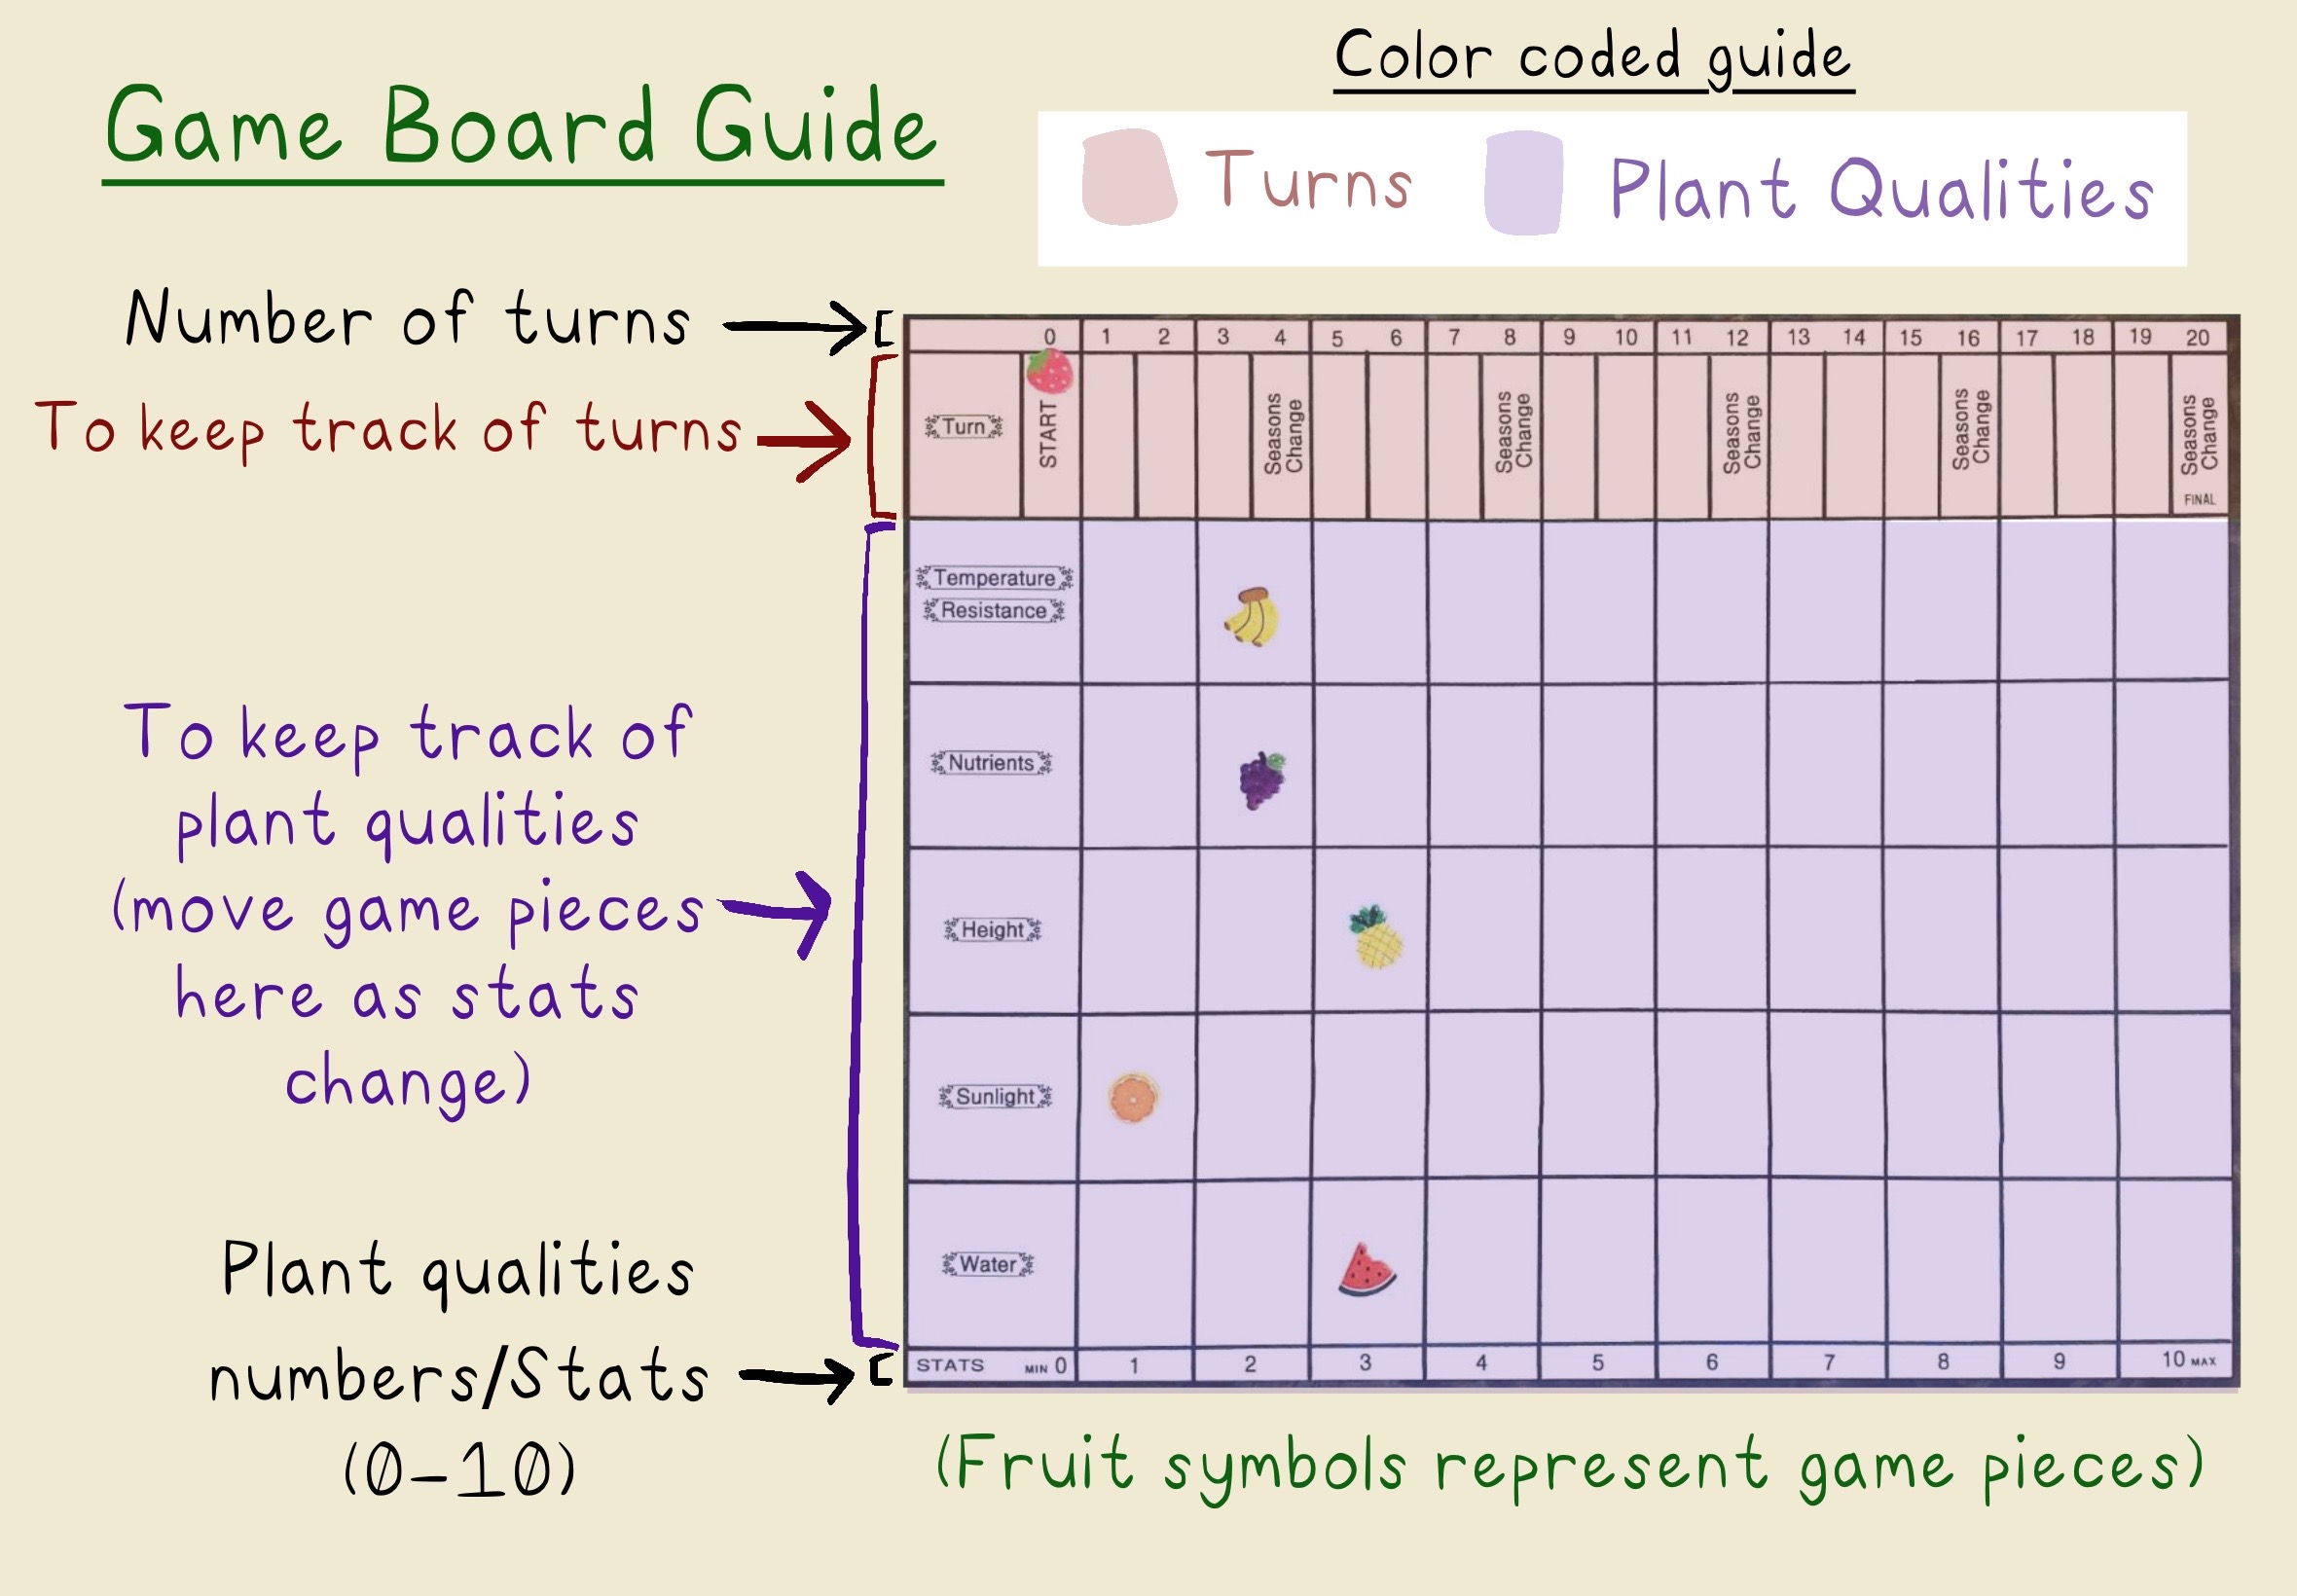 Color coded guide
Game Board Guide
Turns
Plant Qualities
Number of turns
0 1 2 3 4 5 6 7 8 9 10 11 12 13 14 15 16 17 18 19 20
To keep track of turns
Turn
START
Seasons
Change
Seasons
Change
Seasons
Change
Seasons
Change
Seasons
Change
FINAL
Temperature
Resistance
To keep track of
plant qualities
(move game pieces
here as stats
change)
Nutrients
Height
Sunlight
Water
Plant qualities
numbers/Stats
(0-10)
STATS MIN 0 1 2 3 4 5 6 7 8 9 10 MAX
(Fruit symbols represent game pieces)